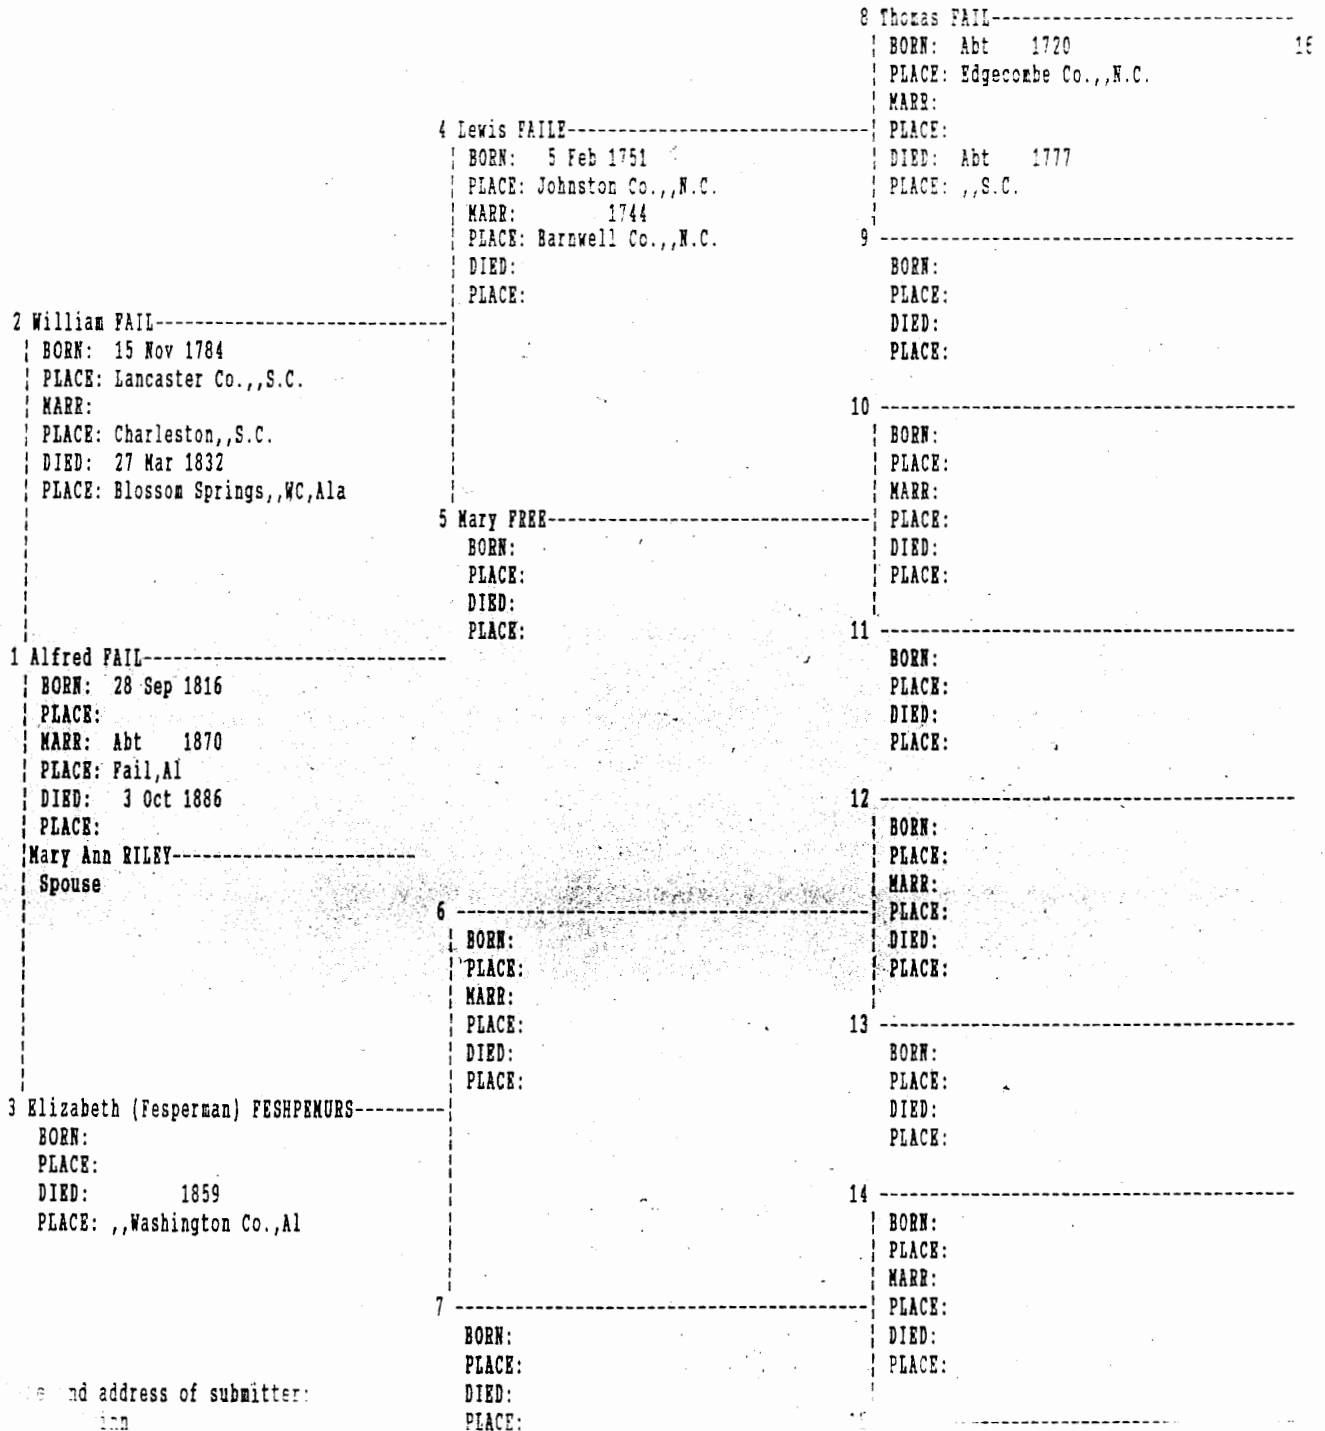 8 Thomas FAIL
BORN: Abt 1720
PLACE: Edgecombe Co.,,N.C.
MARR:
PLACE:
DIED: Abt 1777
PLACE: ,,S.C.
4 Lewis FAILE
BORN: 5 Feb 1751
PLACE: Johnston Co.,,N.C.
MARR: 1744
PLACE: Barnwell Co.,,N.C.
DIED:
PLACE:
9
BORN:
PLACE:
DIED:
PLACE:
2 William FAIL
BORN: 15 Nov 1784
PLACE: Lancaster Co.,,S.C.
MARR:
PLACE: Charleston,,S.C.
DIED: 27 Mar 1832
PLACE: Blossom Springs,,WC,Ala
10
BORN:
PLACE:
MARR:
PLACE:
DIED:
PLACE:
5 Mary FREE
BORN:
PLACE:
DIED:
PLACE:
11
BORN:
PLACE:
DIED:
PLACE:
1 Alfred FAIL
BORN: 28 Sep 1816
PLACE:
MARR: Abt 1870
PLACE: Fail,Al
DIED: 3 Oct 1886
PLACE:
Mary Ann RILEY
Spouse
12
BORN:
PLACE:
MARR:
PLACE:
DIED:
PLACE:
6
BORN:
PLACE:
MARR:
PLACE:
DIED:
PLACE:
13
BORN:
PLACE:
DIED:
PLACE:
3 Elizabeth (Fesperman) FESHPEMURS
BORN:
PLACE:
DIED: 1859
PLACE: ,,Washington Co.,Al
14
BORN:
PLACE:
MARR:
PLACE:
DIED:
PLACE:
7
BORN:
PLACE:
DIED:
PLACE:
address of submitter: